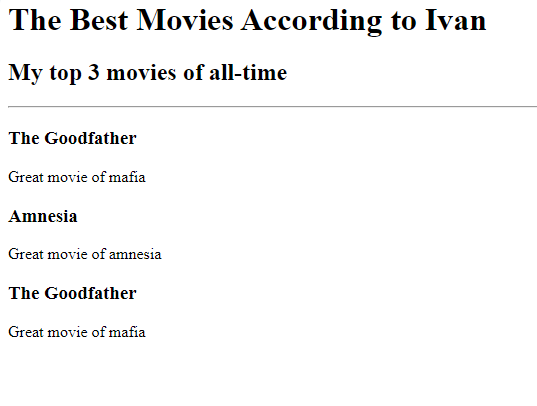 The Best Movies According to Ivan
My top 3 movies of all-time
The Goodfather
Great movie of mafia
Amnesia
Great movie of amnesia
The Goodfather
Great movie of mafia